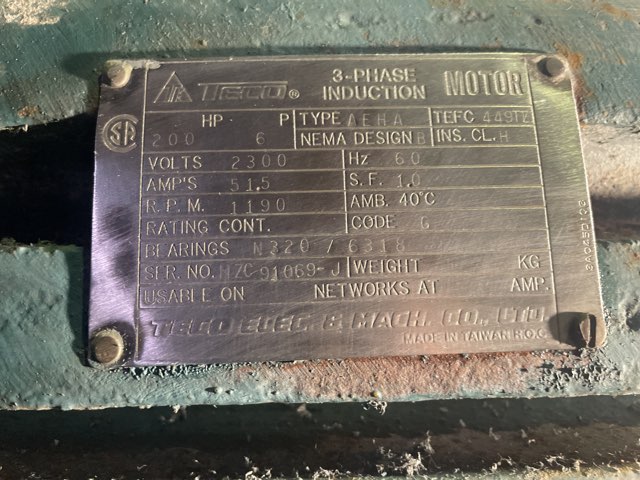 TECO® 3-PHASE INDUCTION MOTOR
HP P TYPE AEHA TEFC 449TZ
200 6 NEMA DESIGN B INS. CL. H
VOLTS 2300 Hz 60
AMP'S 51.5 S.F. 1.0
R.P.M. 1190 AMB. 40°C
RATING CONT. CODE G
BEARINGS N320 / 6318
SER. NO. H7C-91069-J WEIGHT KG
USABLE ON NETWORKS AT AMP.
TECO ELEC. & MACH. CO., LTD.
MADE IN TAIWAN R.O.C.